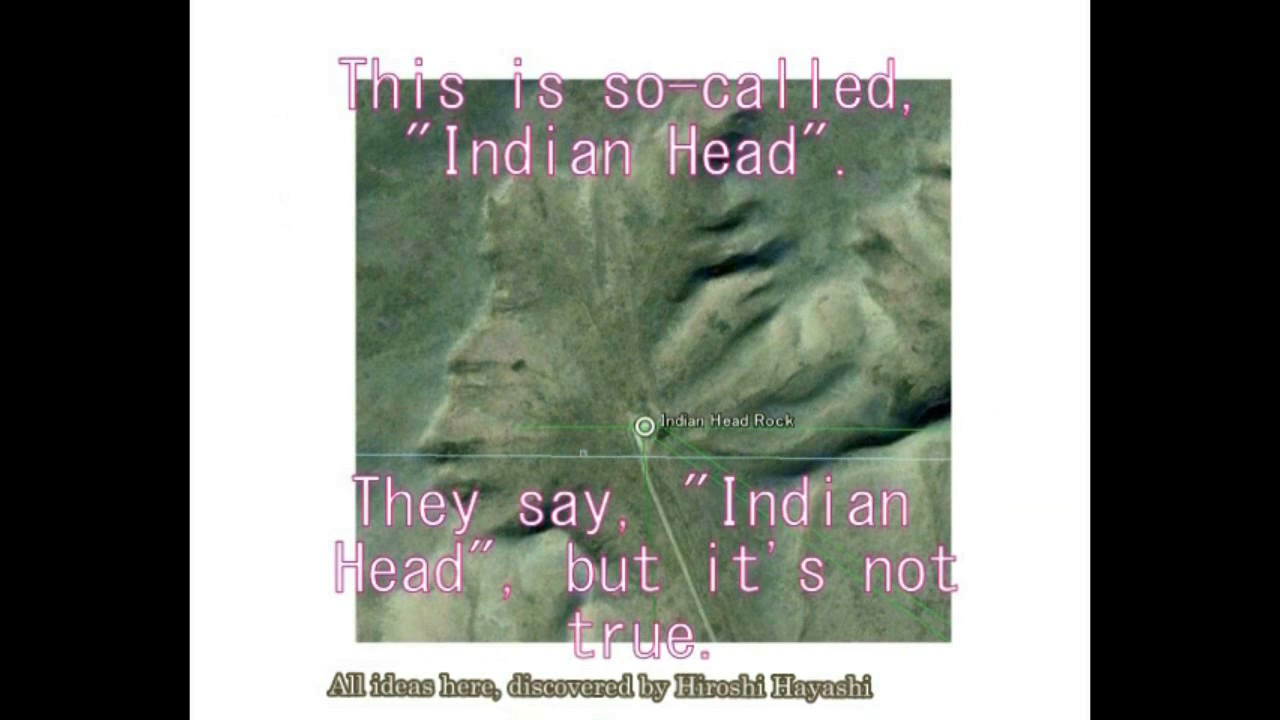 This is so-called,
"Indian Head".
Indian Head Rock
They say, "Indian
Head", but it's not
true.
All ideas here, discovered by Hiroshi Hayashi